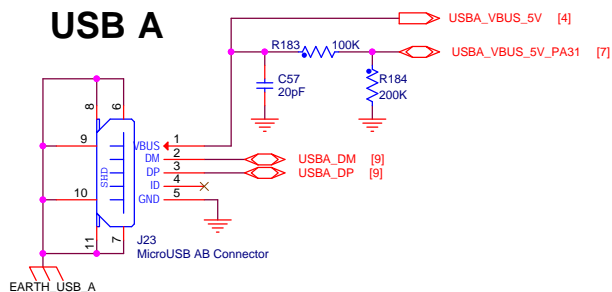 USB A
USBA_VBUS_5V [4]
R183 100K
USBA_VBUS_5V_PA31 [7]
C57
20pF
R184
200K
8 6
9
VBUS 1
DM 2
USBA_DM [9]
DP 3
USBA_DP [9]
SHD
ID 4
10
GND 5
11 7
J23
MicroUSB AB Connector
EARTH_USB_A